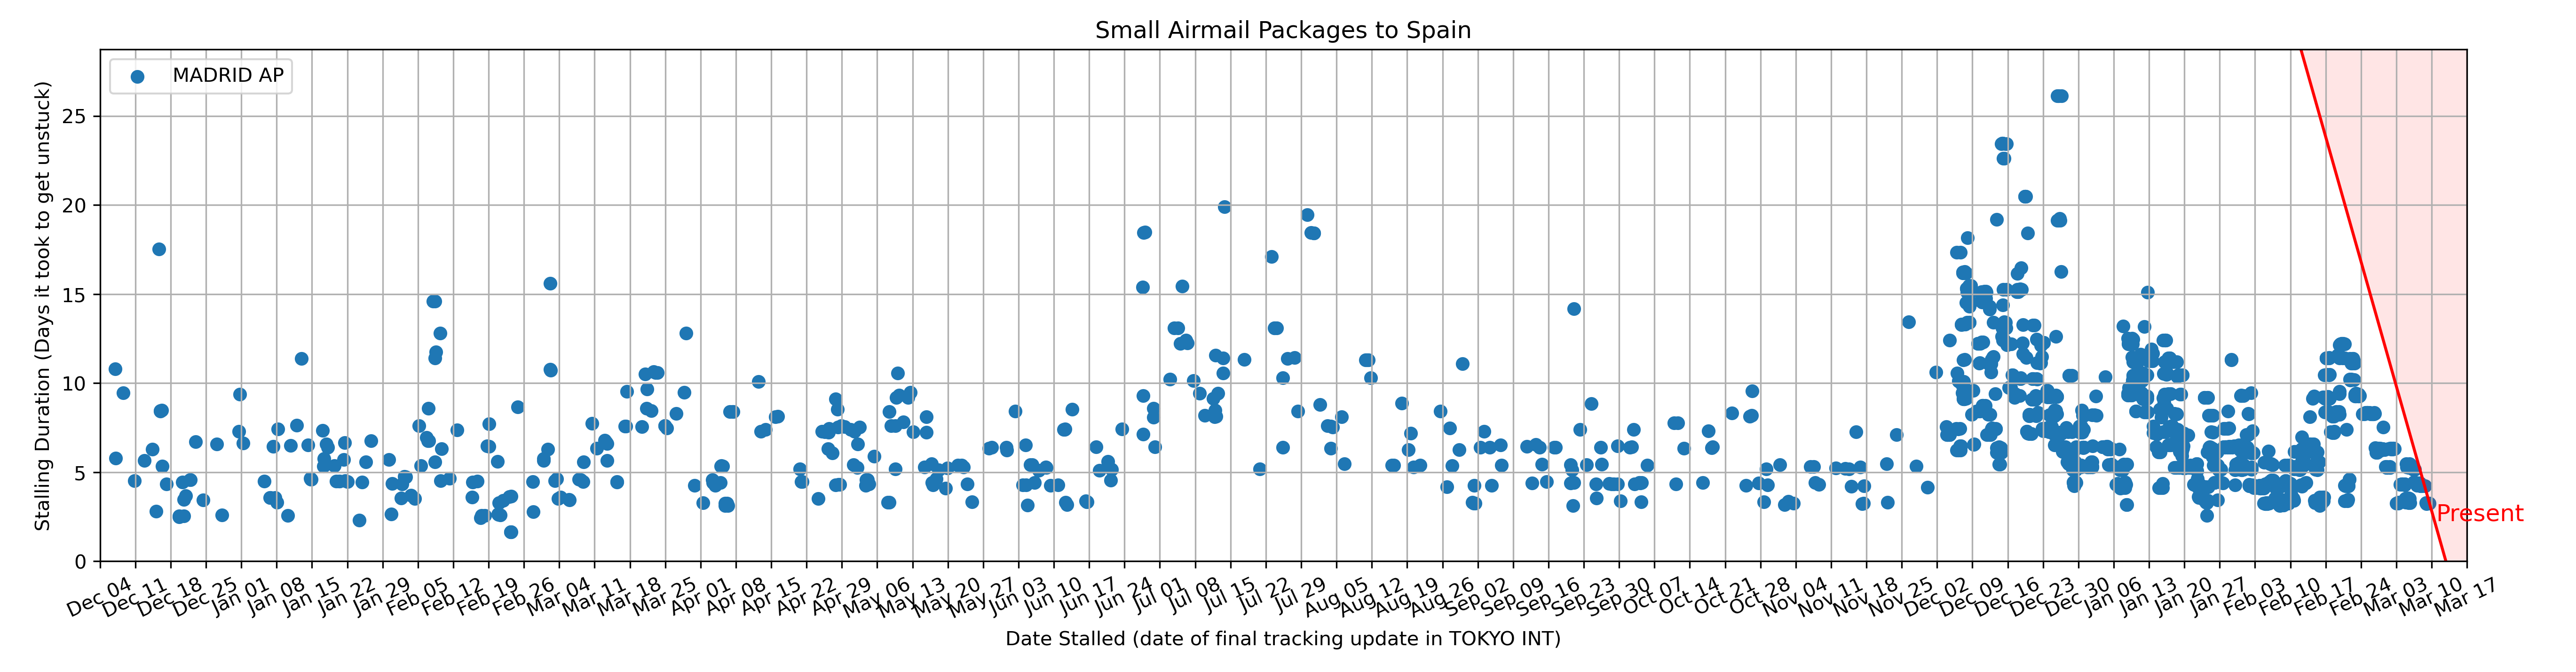 Small Airmail Packages to Spain
MADRID AP
Stalling Duration (Days it took to get unstuck)
25
20
15
10
5
0
Present
Dec 04
Dec 11
Dec 18
Dec 25
Jan 01
Jan 08
Jan 15
Jan 22
Jan 29
Feb 05
Feb 12
Feb 19
Feb 26
Mar 04
Mar 11
Mar 18
Mar 25
Apr 01
Apr 08
Apr 15
Apr 22
Apr 29
May 06
May 13
May 20
May 27
Jun 03
Jun 10
Jun 17
Jun 24
Jul 01
Jul 08
Jul 15
Jul 22
Jul 29
Aug 05
Aug 12
Aug 19
Aug 26
Sep 02
Sep 09
Sep 16
Sep 23
Sep 30
Oct 07
Oct 14
Oct 21
Oct 28
Nov 04
Nov 11
Nov 18
Nov 25
Dec 02
Dec 09
Dec 16
Dec 23
Dec 30
Jan 06
Jan 13
Jan 20
Jan 27
Feb 03
Feb 10
Feb 17
Feb 24
Mar 03
Mar 10
Mar 17
Date Stalled (date of final tracking update in TOKYO INT)